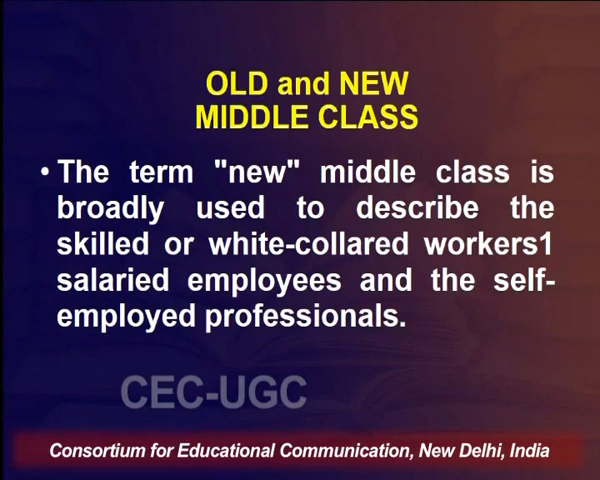 OLD and NEW
MIDDLE CLASS
• The term "new" middle class is
broadly used to describe the
skilled or white-collared workers1
salaried employees and the self-
employed professionals.
CEC-UGC
Consortium for Educational Communication, New Delhi, India